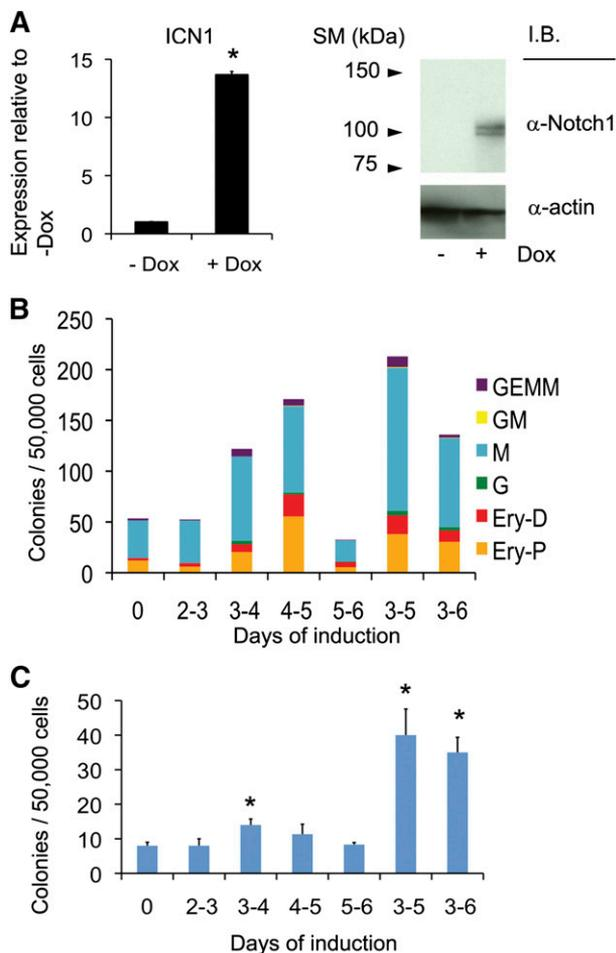 A
ICN1
Expression relative to
-Dox
15
10
5
0
*
- Dox + Dox
SM (kDa)
150
100
75
I.B.
α-Notch1
α-actin
- + Dox
B
Colonies / 50,000 cells
250
200
150
100
50
0
0 2-3 3-4 4-5 5-6 3-5 3-6
Days of induction
GEMM
GM
M
G
Ery-D
Ery-P
C
Colonies / 50,000 cells
50
40
30
20
10
0
* * *
0 2-3 3-4 4-5 5-6 3-5 3-6
Days of induction